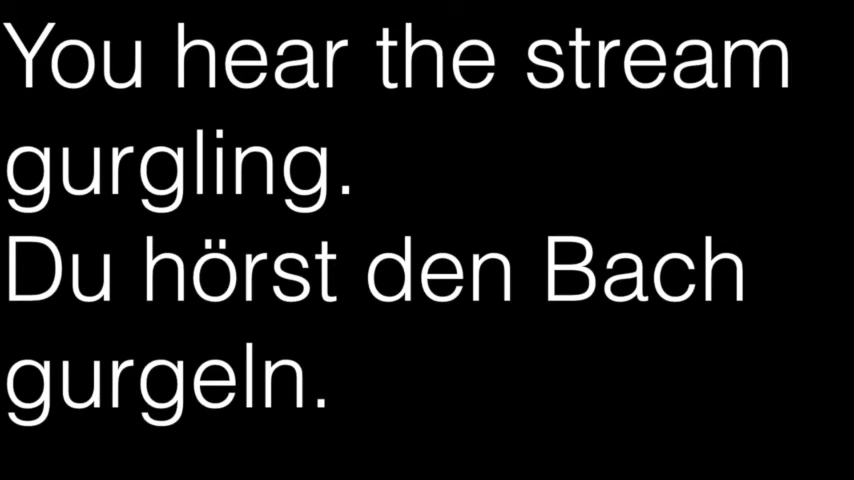 You hear the stream
gurgling.
Du hörst den Bach
gurgeln.